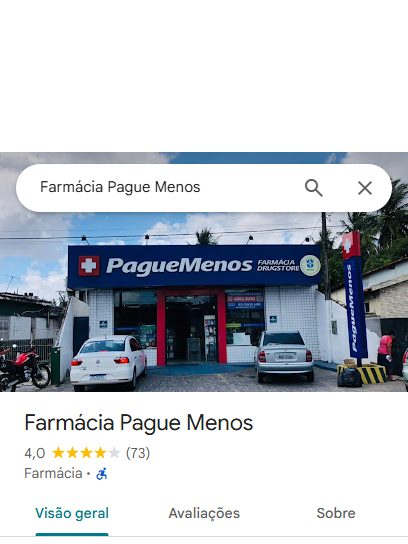 Farmácia Pague Menos
PagueMenos FARMÁCIA
DRUGSTORE
PagueMenos
Farmácia Pague Menos
4,0 (73)
Farmácia ·
Visão geral Avaliações Sobre